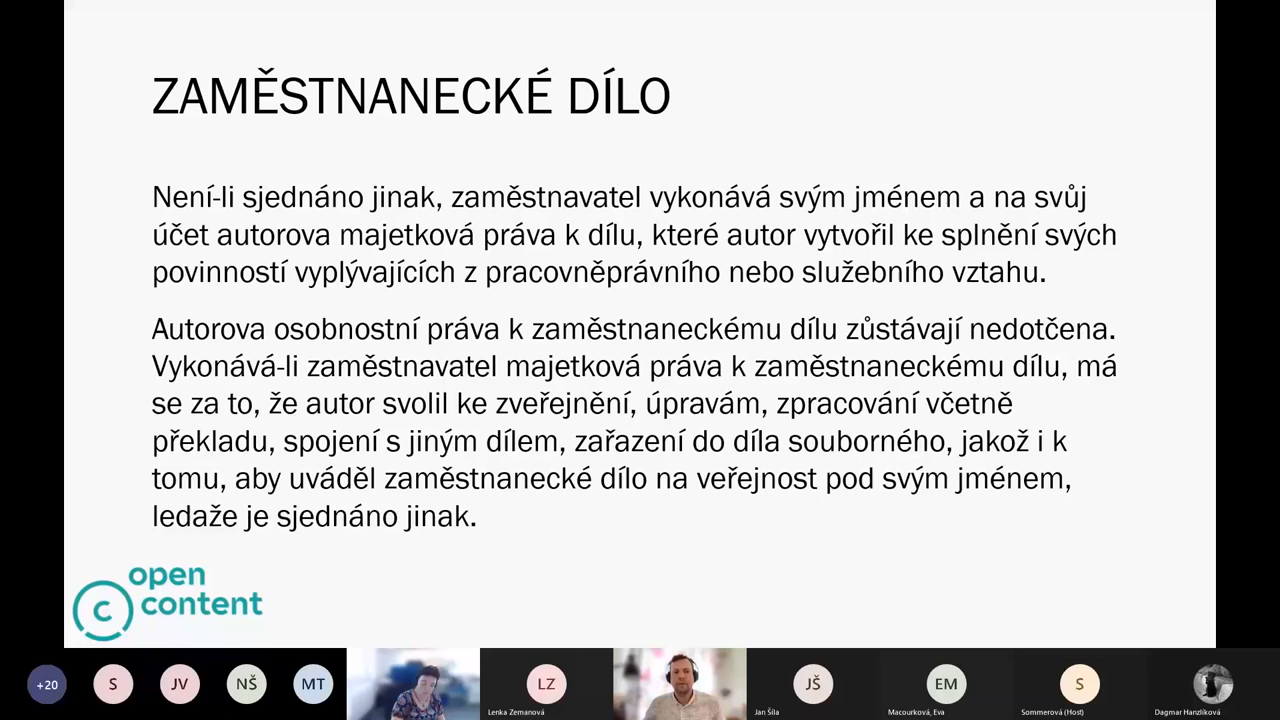 ZAMĚSTNANECKÉ DÍLO
Není-li sjednáno jinak, zaměstnavatel vykonává svým jménem a na svůj
účet autorova majetková práva k dílu, které autor vytvořil ke splnění svých
povinností vyplývajících z pracovněprávního nebo služebního vztahu.
Autorova osobnostní práva k zaměstnaneckému dílu zůstávají nedotčena.
Vykonává-li zaměstnavatel majetková práva k zaměstnaneckému dílu, má
se za to, že autor svolil ke zveřejnění, úpravám, zpracování včetně
překladu, spojení s jiným dílem, zařazení do díla souborného, jakož i k
tomu, aby uváděl zaměstnanecké dílo na veřejnost pod svým jménem,
ledaže je sjednáno jinak.
open
c content
+20 S JV NŠ MT LZ JŠ EM S
Lenka Zemanová Jan Šíla Macourková, Eva Sommerová (Host) Dagmar Hanzlíková